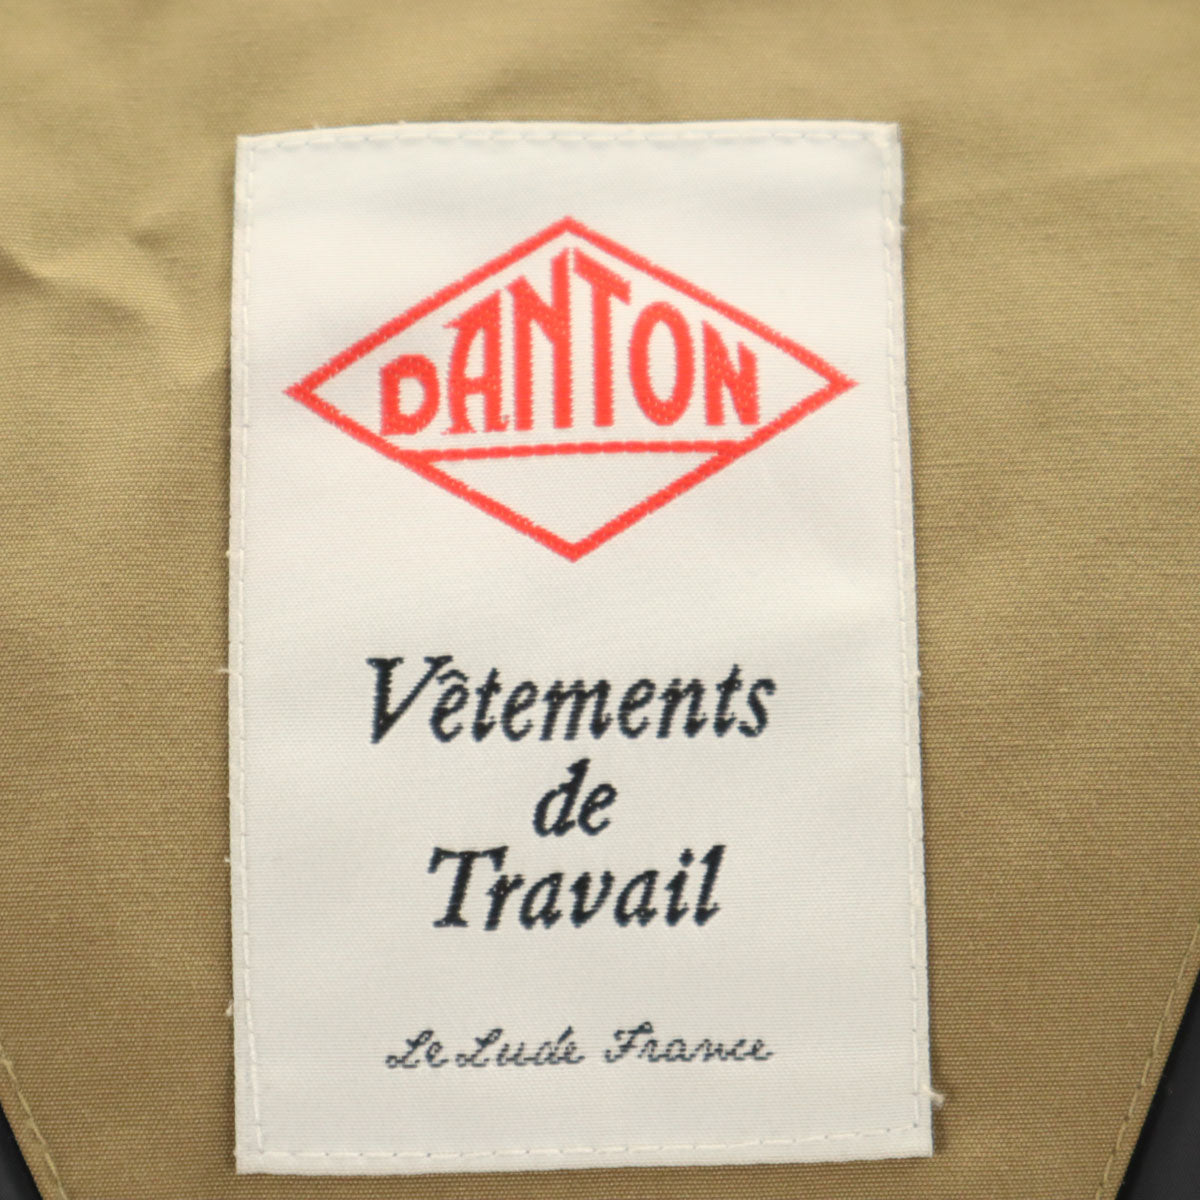 DANTON
Vêtements
de
Travail
Le Lude France